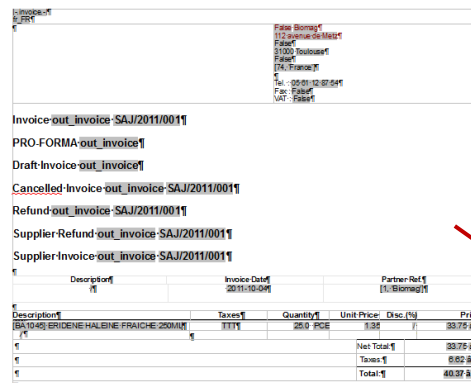 |-.Invoice.-|¶
fr_FR¶
False Biomag¶
112 avenue de Metz¶
False¶
31000 Toulouse¶
False¶
[74, 'France']¶
¶
Tel. : 05·61·12·87·54¶
Fax : False¶
VAT : False¶
Invoice·out_invoice·SAJ/2011/001¶
PRO-FORMA·out_invoice¶
Draft·Invoice·out_invoice¶
Cancelled·Invoice·out_invoice·SAJ/2011/001¶
Refund·out_invoice·SAJ/2011/001¶
Supplier·Refund·out_invoice·SAJ/2011/001¶
Supplier·Invoice·out_invoice·SAJ/2011/001¶
¶
Description¶ Invoice·Date¶ Partner·Ref.¶
/¶ 2011-10-04¶ [1, 'Biomag']¶
¶
Description¶ Taxes¶ Quantity¶ Unit·Price Disc.(%) Pri
[BA1045]·ERIDENE·HALEINE·FRAICHE·250ML¶ TTT¶ 25.0·PCE 1.35 / 33.75
/¶ ¶
¶ Net·Total:¶ 33.75
¶ Taxes:¶ 6.62
¶ Total:¶ 40.37